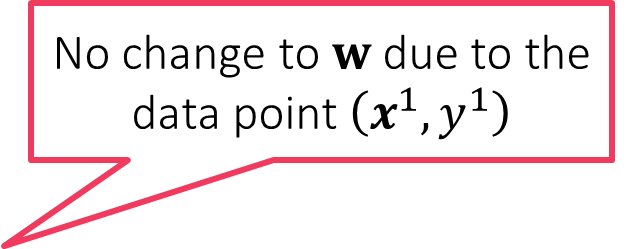 No change to w due to the
data point (x¹, y¹)